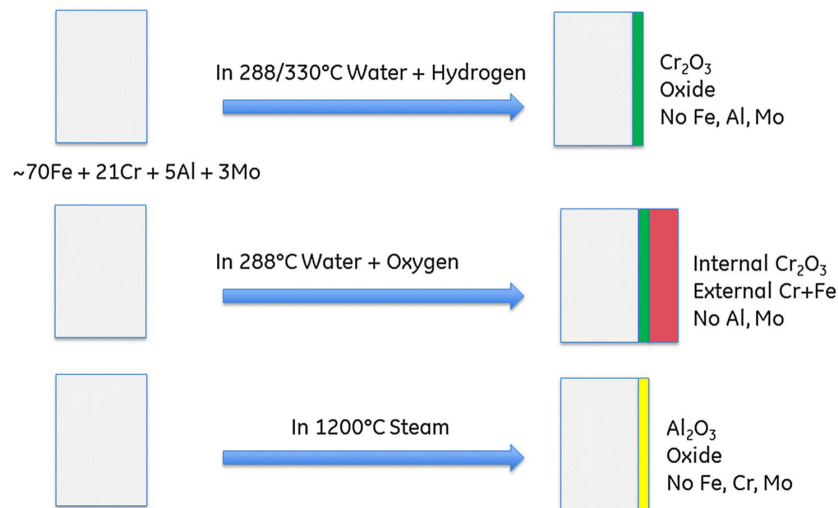 In 288/330°C Water + Hydrogen
Cr₂O₃
Oxide
No Fe, Al, Mo
~70Fe + 21Cr + 5Al + 3Mo
In 288°C Water + Oxygen
Internal Cr₂O₃
External Cr+Fe
No Al, Mo
In 1200°C Steam
Al₂O₃
Oxide
No Fe, Cr, Mo